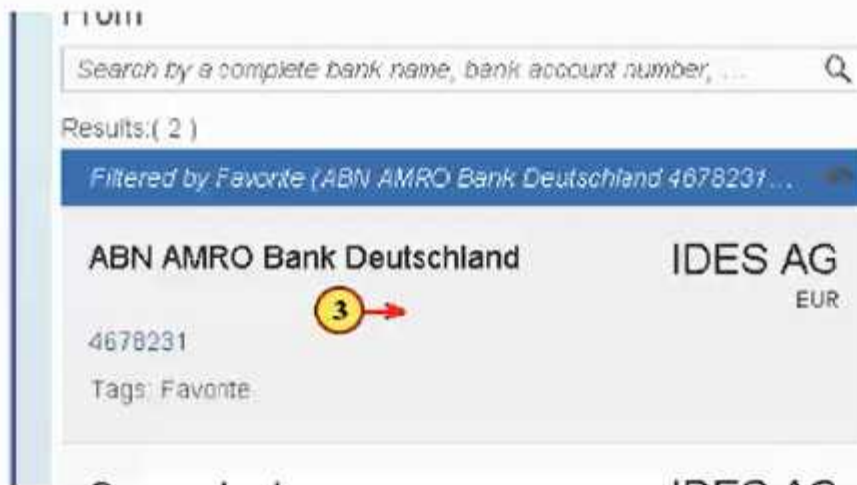 From
Search by a complete bank name, bank account number, ...
Results:( 2 )
Filtered by Favorite (ABN AMRO Bank Deutschland 4678231...
ABN AMRO Bank Deutschland IDES AG
EUR
3
4678231
Tags: Favorite
IDES AG